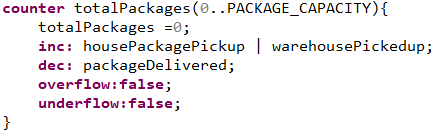 counter totalPackages(0..PACKAGE_CAPACITY){
totalPackages =0;
inc: housePackagePickup | warehousePickedup;
dec: packageDelivered;
overflow:false;
underflow:false;
}